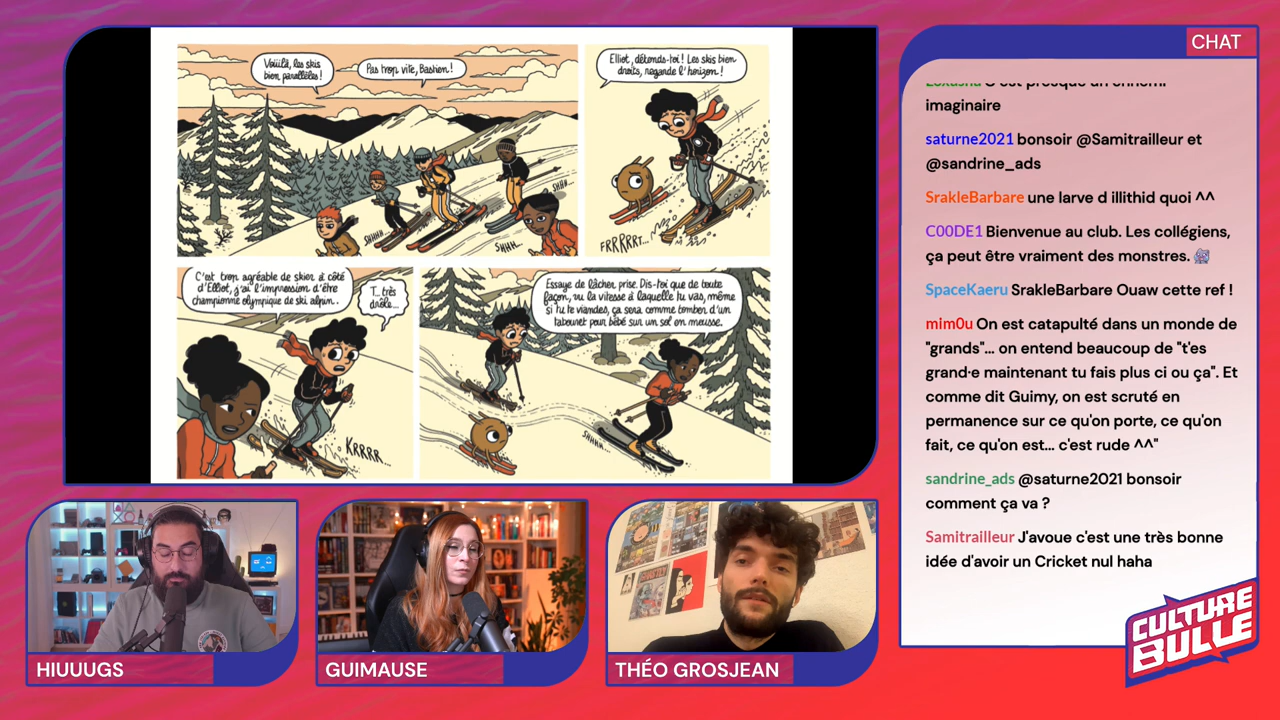 Voiiilà, les skis
bien parallèles !
Pas trop vite, Bastien !
SHHHH...
SHHH...
SHHH
Elliot, détends-toi ! Les skis bien
droits, regarde l'horizon !
FRRRRRT...
C'est trop agréable de skier à côté
d'Elliot, j'ai l'impression d'être
championne olympique de ski alpin.
T... très
drôle...
KRRRR...
Essaye de lâcher prise. Dis-toi que de toute
façon, vu la vitesse à laquelle tu vas, même
si tu te viandes, ça sera comme tomber d'un
tabouret pour bébé sur un sol en mousse.
SHHHH...
HIUUUGS
GUIMAUSE
THÉO GROSJEAN
CHAT
imaginaire
saturne2021 bonsoir @Samitrailleur et
@sandrine_ads
SrakleBarbare une larve d illithid quoi ^^
C00DE1 Bienvenue au club. Les collégiens,
ça peut être vraiment des monstres.
SpaceKaeru SrakleBarbare Ouaw cette ref !
mim0u On est catapulté dans un monde de
"grands"... on entend beaucoup de "t'es
grand·e maintenant tu fais plus ci ou ça". Et
comme dit Guimy, on est scruté en
permanence sur ce qu'on porte, ce qu'on
fait, ce qu'on est... c'est rude ^^"
sandrine_ads @saturne2021 bonsoir
comment ça va ?
Samitrailleur J'avoue c'est une très bonne
idée d'avoir un Cricket nul haha
CULTURE
BULLE